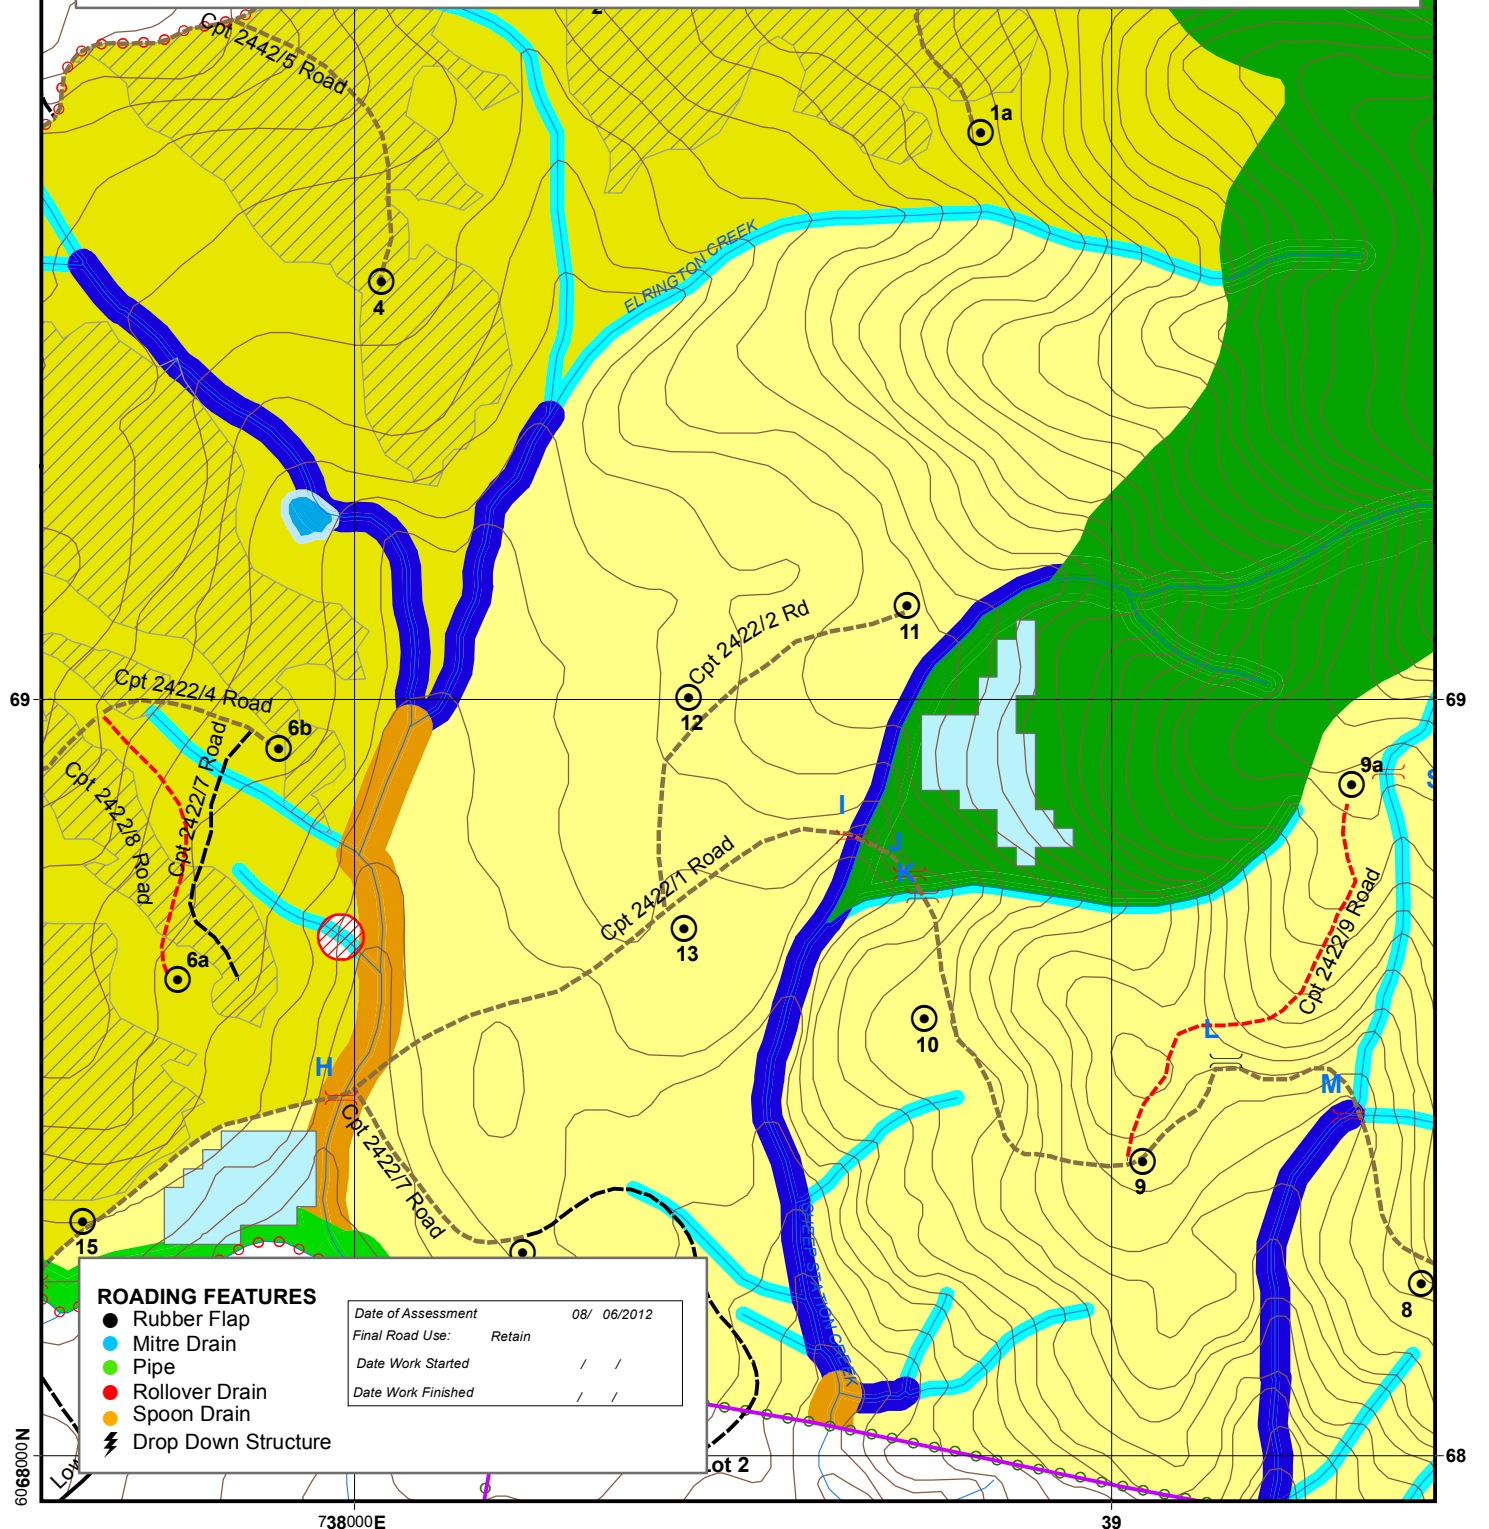 Cpt 2442/5 Road
1a
4
ELRINGTON CREEK
11
Cpt 2422/2 Rd
12
69
69
Cpt 2422/4 Road
6b
Cpt 2422/7 Road
Cpt 2422/8 Road
6a
9a
S
I
J
K
Cpt 2422/1 Road
13
Cpt 2422/9 Road
10
L
H
M
Cpt 2422/7 Road
9
15
8
ROADING FEATURES
Rubber Flap
Mitre Drain
Pipe
Rollover Drain
Spoon Drain
Drop Down Structure
Date of Assessment 08/ 06/2012
Final Road Use: Retain
Date Work Started / /
Date Work Finished / /
Lot 2
6068000N
68
738000E
39